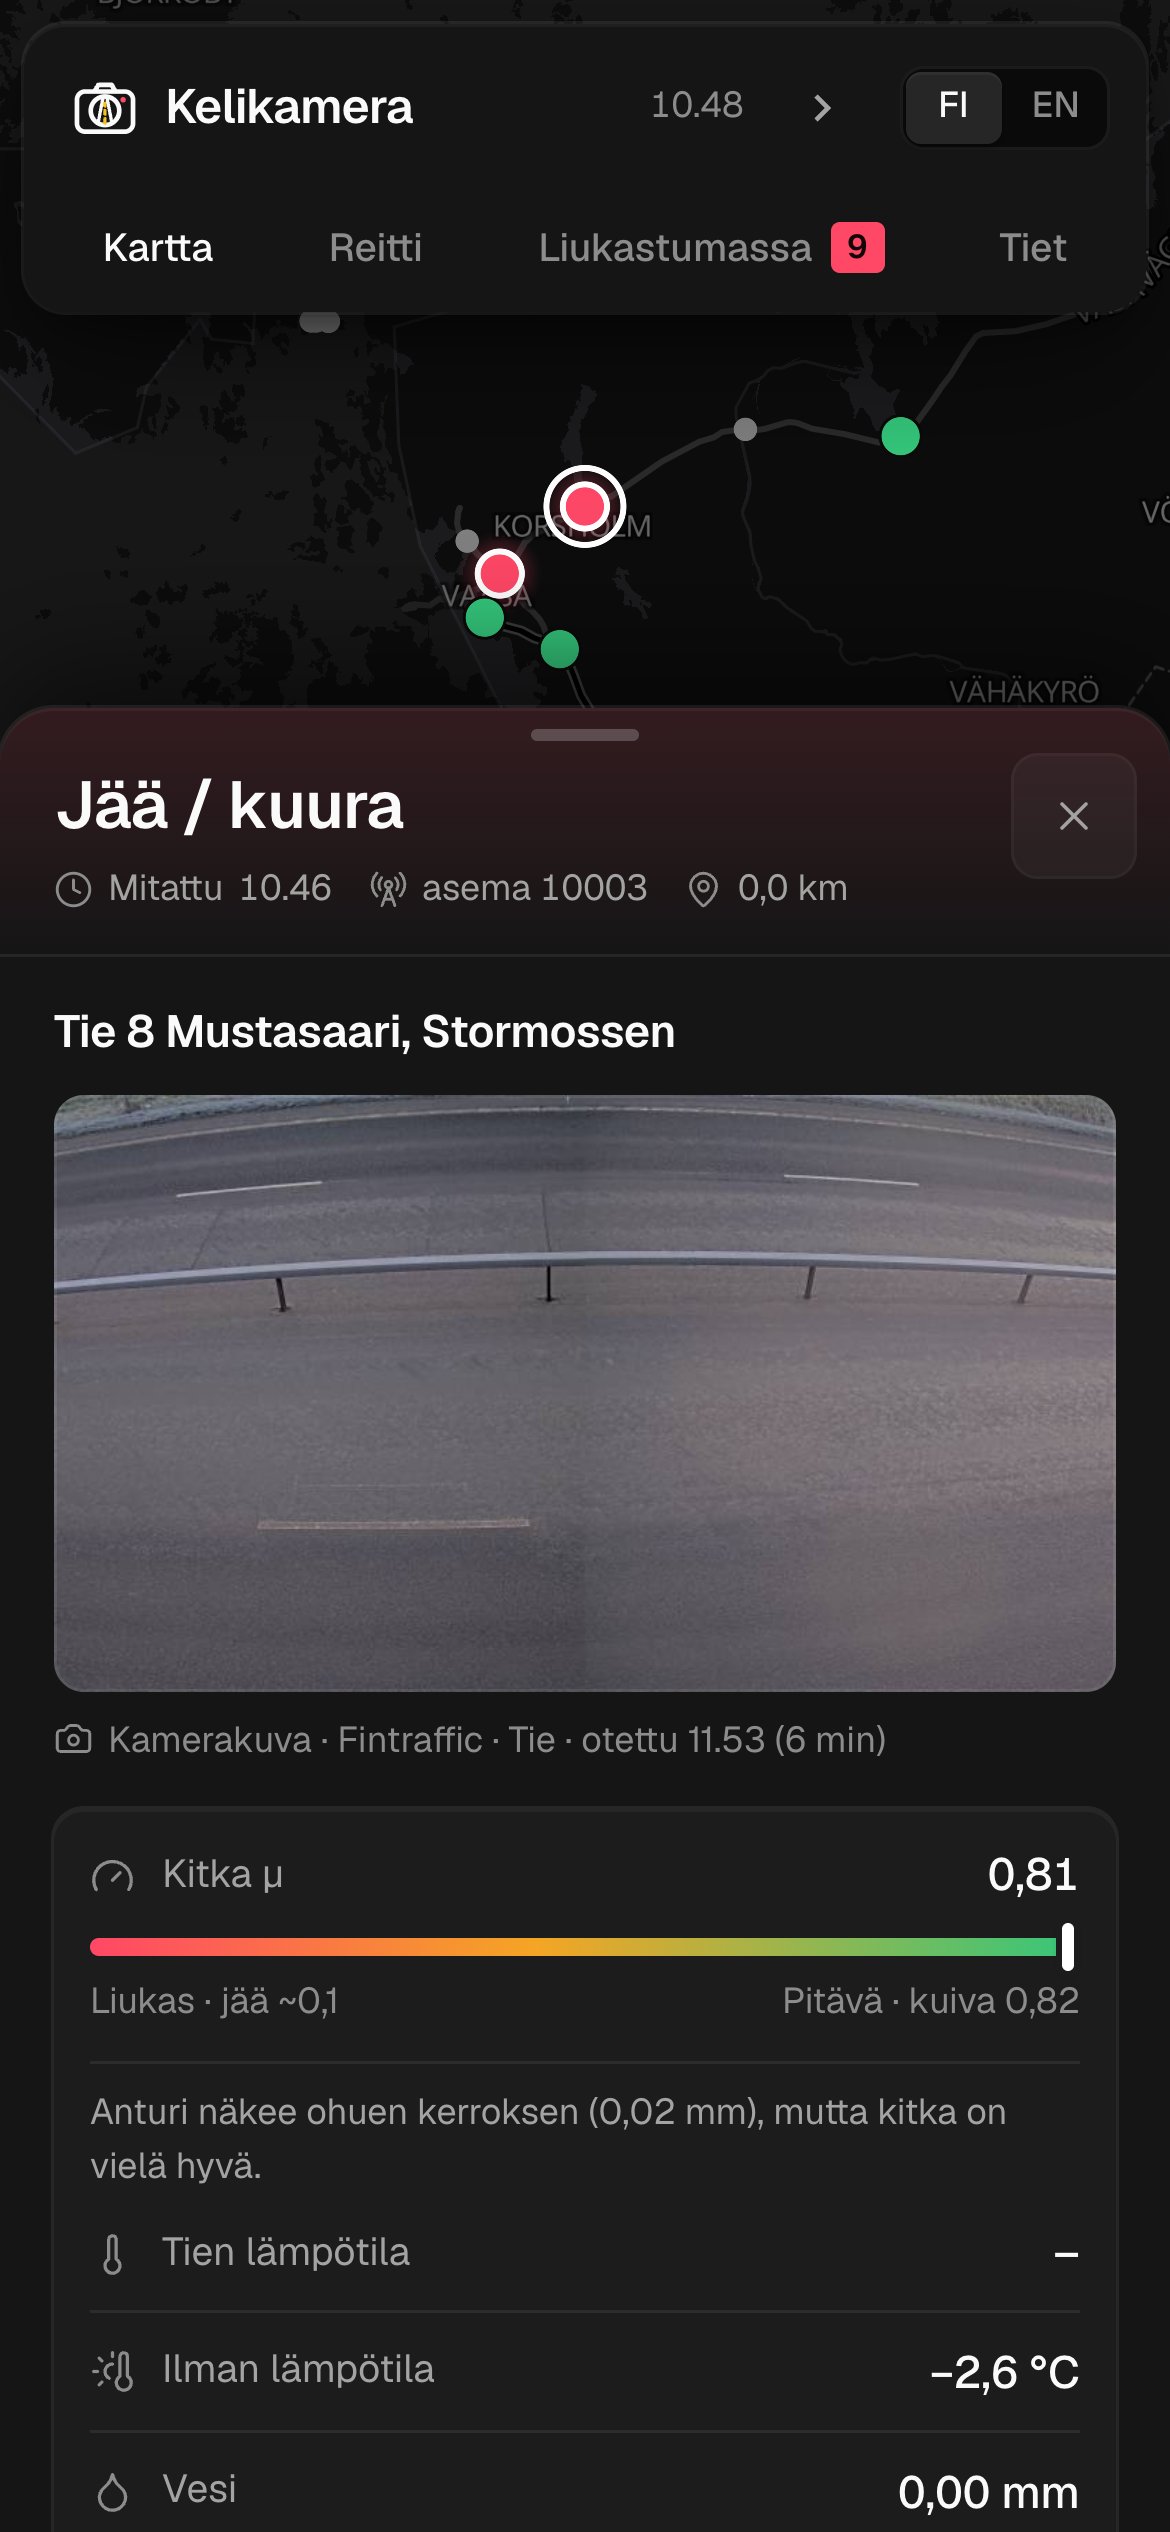 Kelikamera
10.48
FI
EN
Kartta
Reitti
Liukastumassa 9
Tiet
KORSHOLM
VÄHÄKYRÖ
Jää / kuura
Mitattu 10.46
asema 10003
0,0 km
Tie 8 Mustasaari, Stormossen
Kamerakuva · Fintraffic · Tie · otettu 11.53 (6 min)
Kitka µ
0,81
Liukas · jää ~0,1
Pitävä · kuiva 0,82
Anturi näkee ohuen kerroksen (0,02 mm), mutta kitka on
vielä hyvä.
Tien lämpötila
–
Ilman lämpötila
−2,6 °C
Vesi
0,00 mm